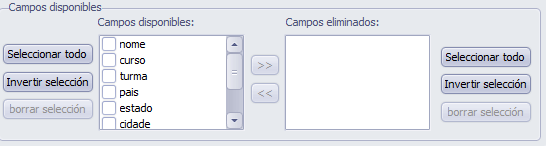 Campos disponibles
Campos disponibles:
Campos eliminados:
Seleccionar todo
Invertir selección
borrar selección
nome
curso
turma
pais
estado
cidade
>>
<<
Seleccionar todo
Invertir selección
borrar selección